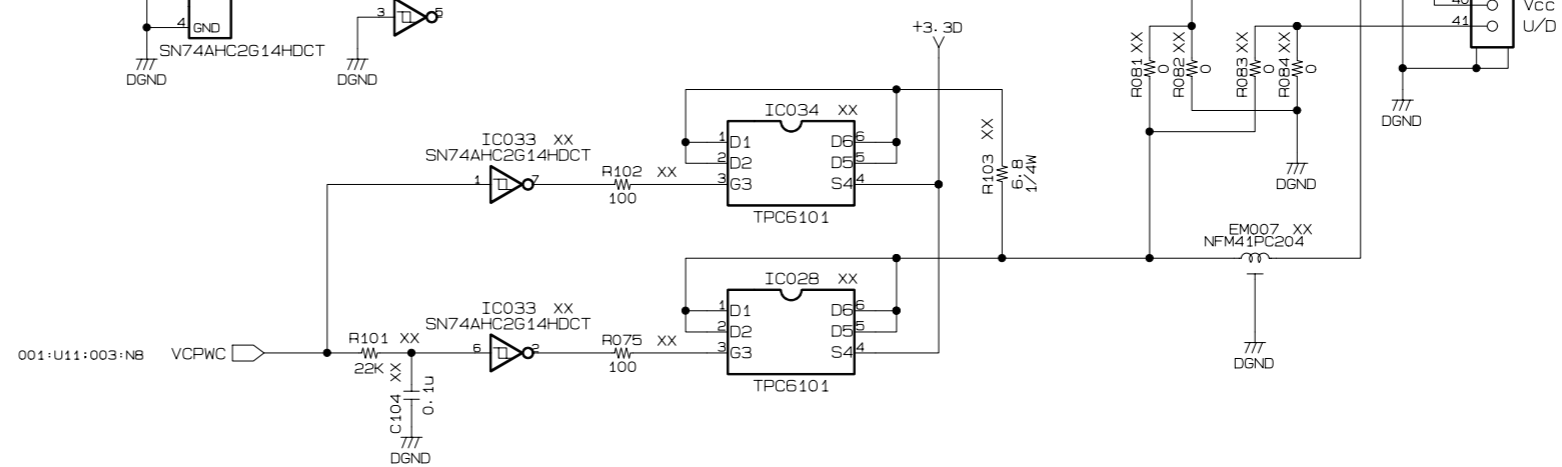 4
GND
SN74AHC2G14HDCT
DGND
3
5
DGND
+3.3D
40
Vcc
41
U/D
R081 XX
0
R082 XX
0
R083 XX
0
R084 XX
0
DGND
DGND
IC034 XX
1
D1
D6
6
2
D2
D5
5
3
G3
S4
4
TPC6101
IC033 XX
SN74AHC2G14HDCT
1
7
R102 XX
100
R103 XX
6.8
1/4W
EM007 XX
NFM41PC204
DGND
IC028 XX
1
D1
D6
6
2
D2
D5
5
3
G3
S4
4
TPC6101
IC033 XX
SN74AHC2G14HDCT
6
2
R075 XX
100
001:U11:003:N8
VCPWC
R101 XX
22K
C104 XX
0.1u
DGND